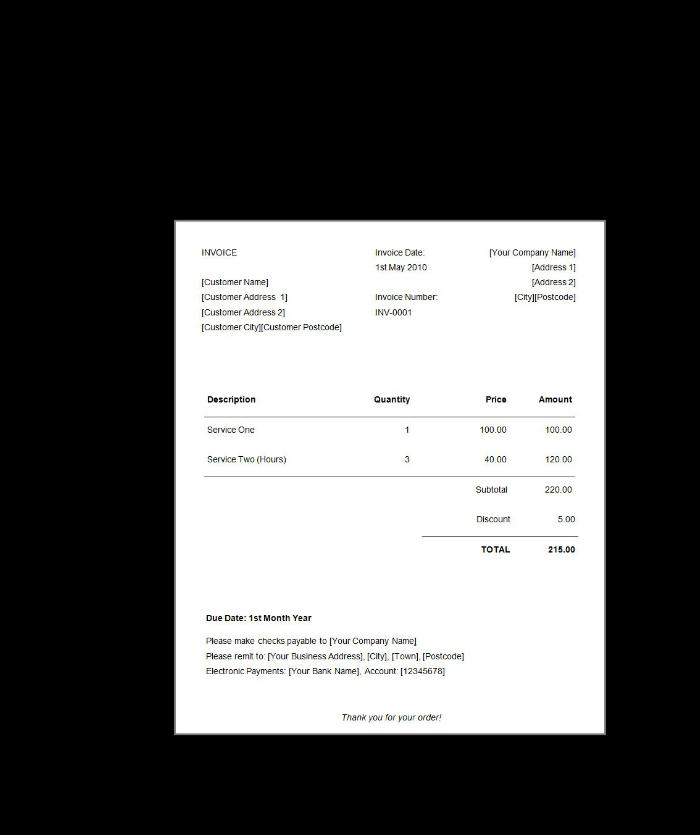 INVOICE
Invoice Date:
[Your Company Name]
1st May 2010
[Address 1]
[Customer Name]
[Address 2]
[Customer Address 1]
Invoice Number:
[City][Postcode]
[Customer Address 2]
INV-0001
[Customer City][Customer Postcode]
Description Quantity Price Amount
Service One 1 100.00 100.00
Service Two (Hours) 3 40.00 120.00
Subtotal 220.00
Discount 5.00
TOTAL 215.00
Due Date: 1st Month Year
Please make checks payable to [Your Company Name]
Please remit to: [Your Business Address], [City], [Town], [Postcode]
Electronic Payments: [Your Bank Name], Account: [12345678]
Thank you for your order!